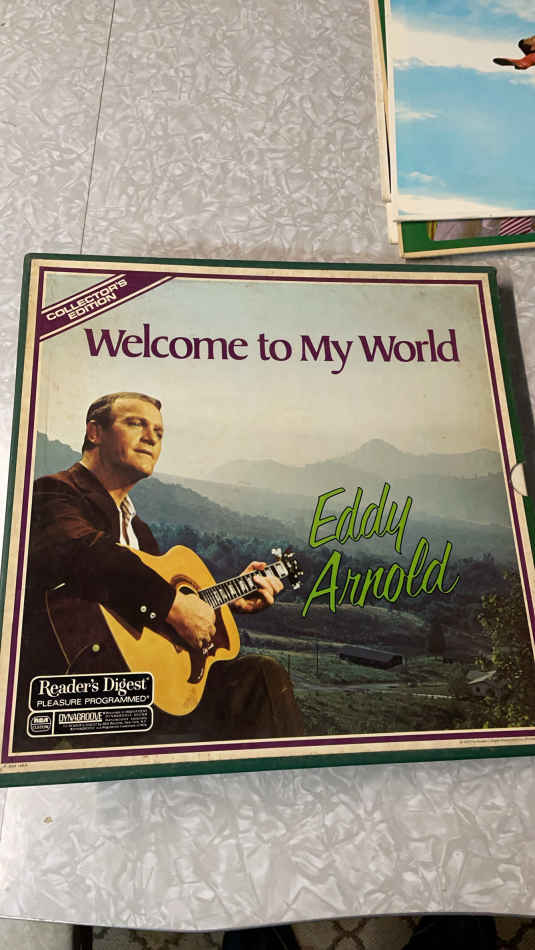 COLLECTOR'S
EDITION
Welcome to My World
Eddy
Arnold
Reader's Digest
PLEASURE PROGRAMMED
RCA
DYNAGROOVE